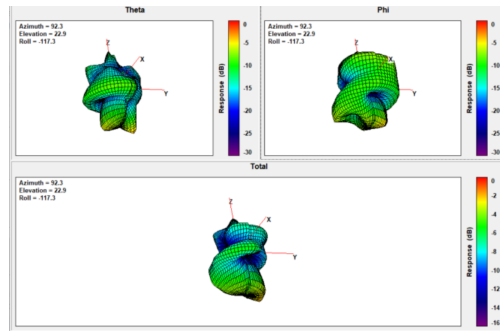 Theta
Azimuth = 92.3
Elevation = 22.9
Roll = -117.3
Z
X
Y
Response (dB)
0
-5
-10
-15
-20
-25
-30
Phi
Azimuth = 92.3
Elevation = 22.9
Roll = -117.3
Z
X
Y
Response (dB)
0
-5
-10
-15
-20
-25
-30
Total
Azimuth = 92.3
Elevation = 22.9
Roll = -117.3
Z
X
Y
Response (dB)
0
-2
-4
-6
-8
-10
-12
-14
-16